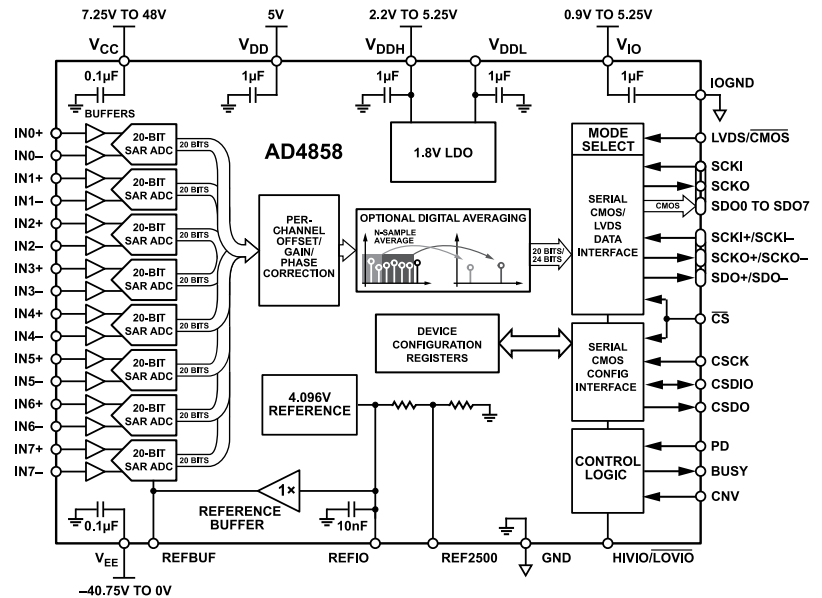 7.25V TO 48V
5V
2.2V TO 5.25V
0.9V TO 5.25V
VCC
VDD
VDDH
VDDL
VIO
0.1µF
1µF
1µF
1µF
1µF
IOGND
BUFFERS
IN0+
IN0–
20-BIT
SAR ADC
20 BITS
IN1+
IN1–
20-BIT
SAR ADC
IN2+
IN2–
20-BIT
SAR ADC
IN3+
IN3–
20-BIT
SAR ADC
IN4+
IN4–
20-BIT
SAR ADC
IN5+
IN5–
20-BIT
SAR ADC
IN6+
IN6–
20-BIT
SAR ADC
IN7+
IN7–
20-BIT
SAR ADC
20 BITS
20 BITS
20 BITS
20 BITS
20 BITS
20 BITS
20 BITS
AD4858
1.8V LDO
PER-
CHANNEL
OFFSET/
GAIN/
PHASE
CORRECTION
OPTIONAL DIGITAL AVERAGING
N-SAMPLE
AVERAGE
20 BITS/
24 BITS
MODE
SELECT
SERIAL
CMOS/
LVDS
DATA
INTERFACE
LVDS/CMOS
SCKI
SCKO
CMOS
SDO0 TO SDO7
SCKI+/SCKI–
SCKO+/SCKO–
SDO+/SDO–
CS
DEVICE
CONFIGURATION
REGISTERS
SERIAL
CMOS
CONFIG
INTERFACE
CSCK
CSDIO
CSDO
4.096V
REFERENCE
CONTROL
LOGIC
PD
BUSY
CNV
1×
REFERENCE
BUFFER
0.1µF
10nF
VEE
REFBUF
REFIO
REF2500
GND
HIVIO/LOVIO
–40.75V TO 0V